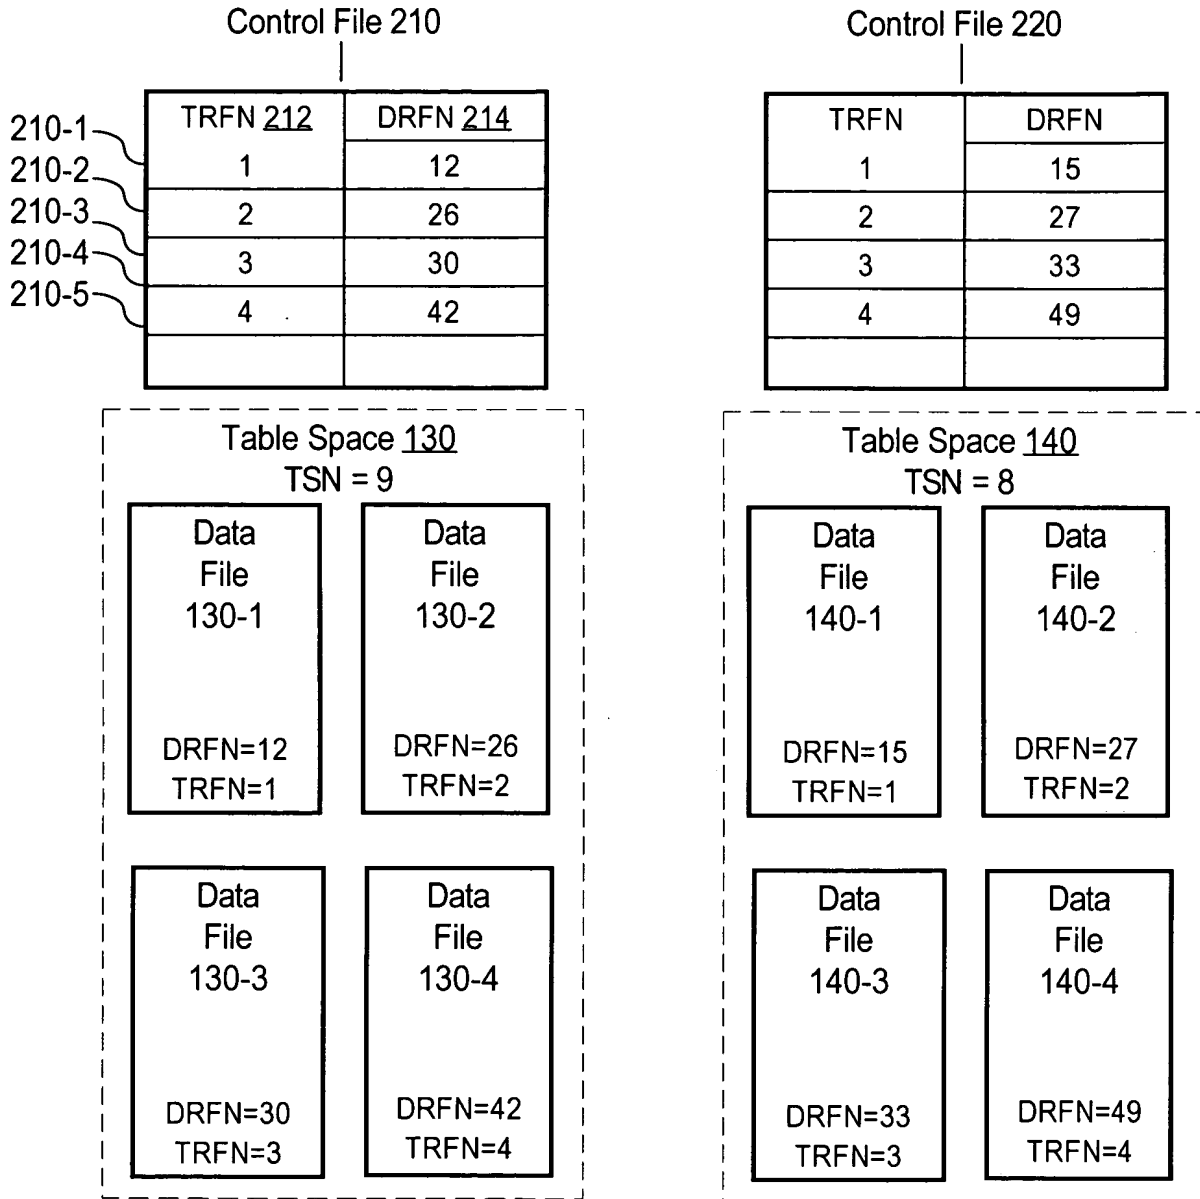 Control File 210
210-1
210-2
210-3
210-4
210-5
TRFN 212 DRFN 214
1 12
2 26
3 30
4 42
Table Space 130
TSN = 9
Data
File
130-1
DRFN=12
TRFN=1
Data
File
130-2
DRFN=26
TRFN=2
Data
File
130-3
DRFN=30
TRFN=3
Data
File
130-4
DRFN=42
TRFN=4
Control File 220
TRFN DRFN
1 15
2 27
3 33
4 49
Table Space 140
TSN = 8
Data
File
140-1
DRFN=15
TRFN=1
Data
File
140-2
DRFN=27
TRFN=2
Data
File
140-3
DRFN=33
TRFN=3
Data
File
140-4
DRFN=49
TRFN=4